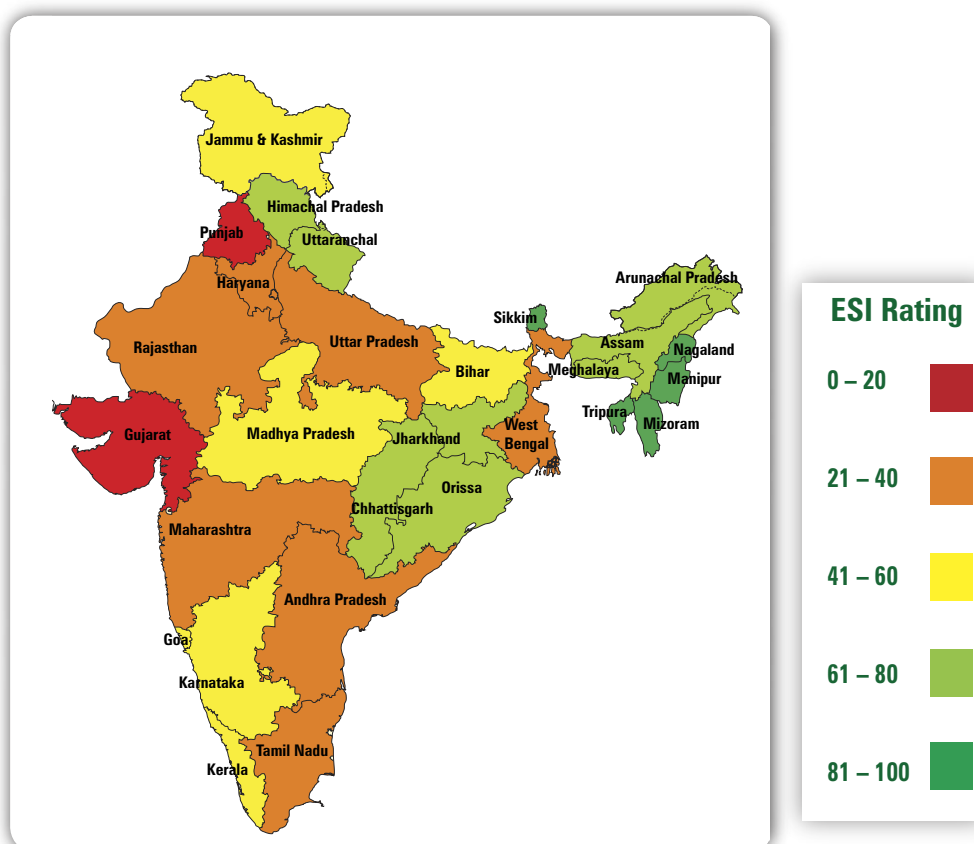 Jammu & Kashmir
Himachal Pradesh
Punjab
Uttaranchal
Haryana
Arunachal Pradesh
Sikkim
Rajasthan
Uttar Pradesh
Assam
Nagaland
Bihar
Meghalaya
Manipur
Tripura
Mizoram
Gujarat
Madhya Pradesh
Jharkhand
West
Bengal
Orissa
Chhattisgarh
Maharashtra
Andhra Pradesh
Goa
Karnataka
Tamil Nadu
Kerala
ESI Rating
0 – 20
21 – 40
41 – 60
61 – 80
81 – 100